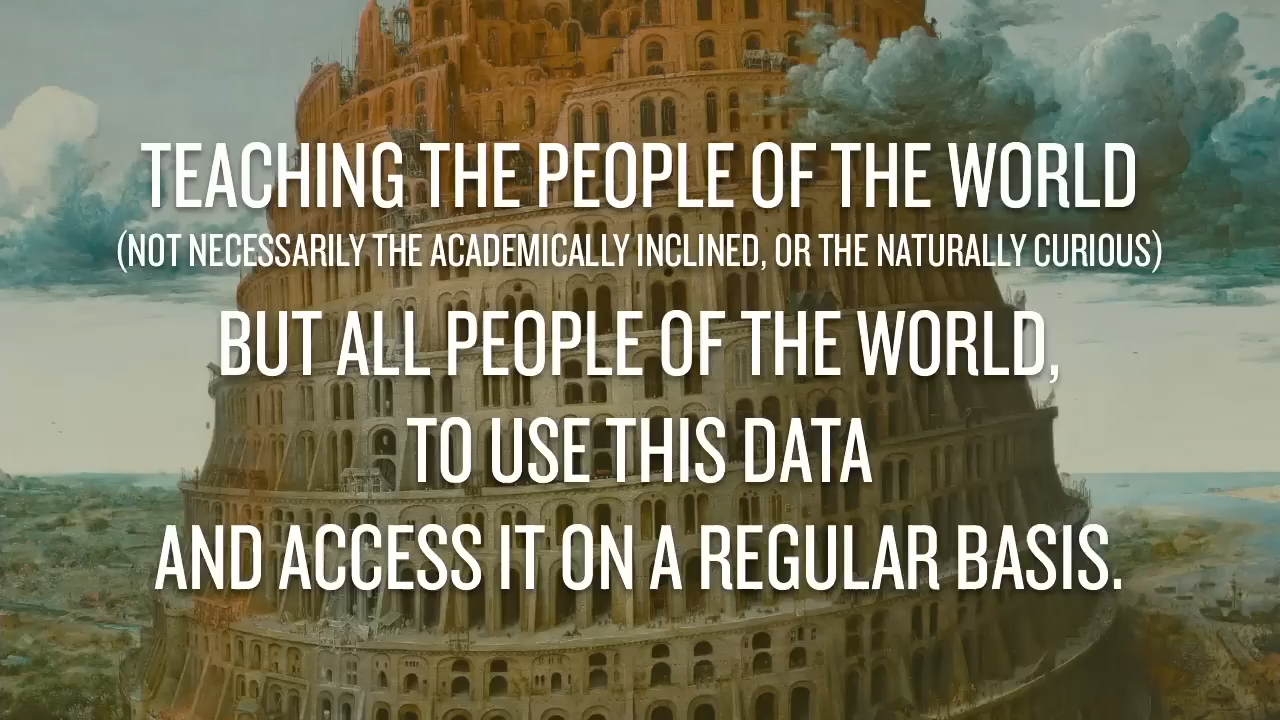 TEACHING THE PEOPLE OF THE WORLD
(NOT NECESSARILY THE ACADEMICALLY INCLINED, OR THE NATURALLY CURIOUS)
BUT ALL PEOPLE OF THE WORLD,
TO USE THIS DATA
AND ACCESS IT ON A REGULAR BASIS.